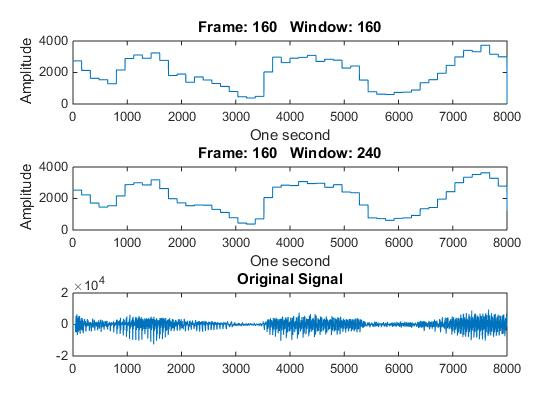 Frame: 160 Window: 160
4000
2000
0
Amplitude
0 1000 2000 3000 4000 5000 6000 7000 8000
One second
Frame: 160 Window: 240
4000
2000
0
Amplitude
0 1000 2000 3000 4000 5000 6000 7000 8000
One second
Original Signal
×10^4
2
0
-2
0 1000 2000 3000 4000 5000 6000 7000 8000